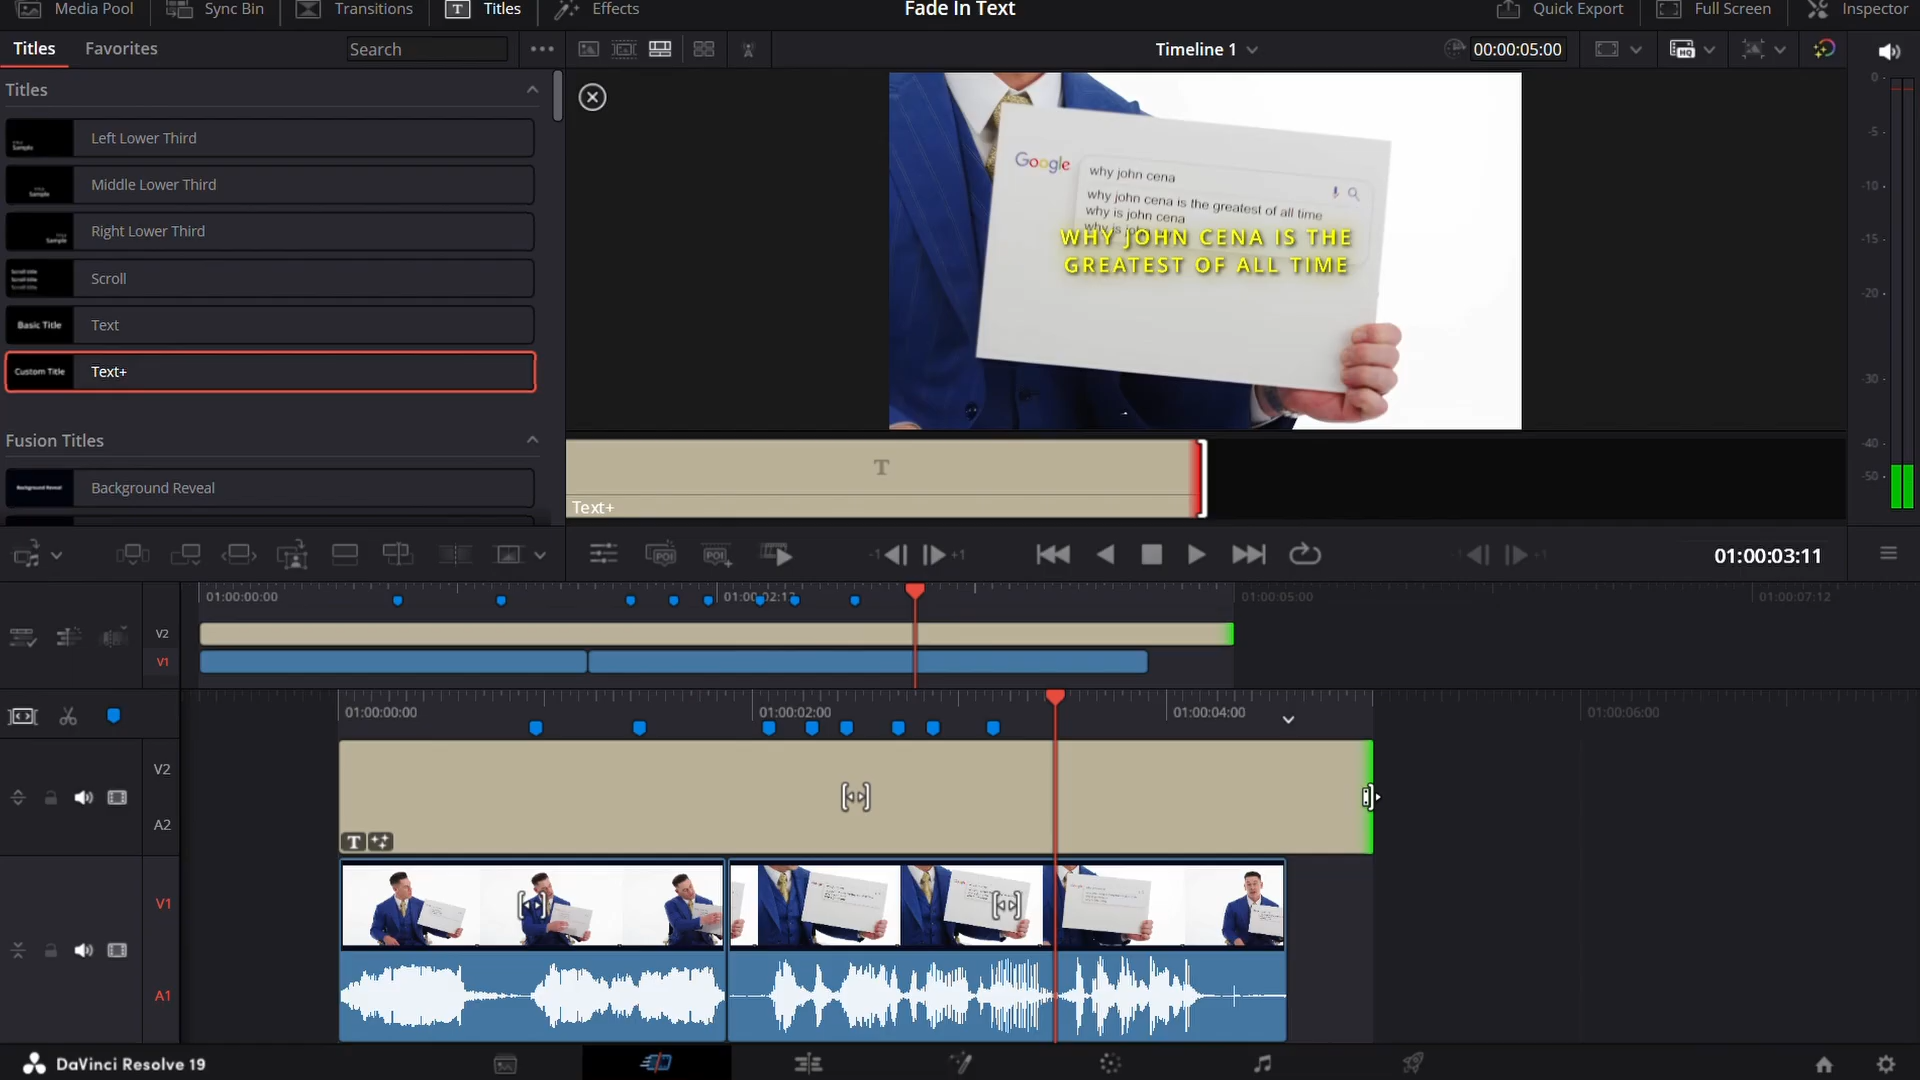 Media Pool
Sync Bin
Transitions
Titles
Effects
Fade In Text
Quick Export
Full Screen
Inspector
Titles
Favorites
Search
Timeline 1
00:00:05:00
Titles
Left Lower Third
Middle Lower Third
Right Lower Third
Scroll
Basic Title
Text
Custom Title
Text+
Fusion Titles
Background Reveal
Background Reveal
Google
why john cena
why john cena is the greatest of all time
why is john cena
WHY JOHN CENA IS THE
GREATEST OF ALL TIME
T
Text+
0
-5
-10
-15
-20
-30
-40
-50
-1
+1
-1
+1
01:00:03:11
01:00:00:00
01:00:02:12
01:00:05:00
01:00:07:12
V2
V1
01:00:00:00
01:00:02:00
01:00:04:00
01:00:06:00
V2
A2
T
V1
A1
DaVinci Resolve 19